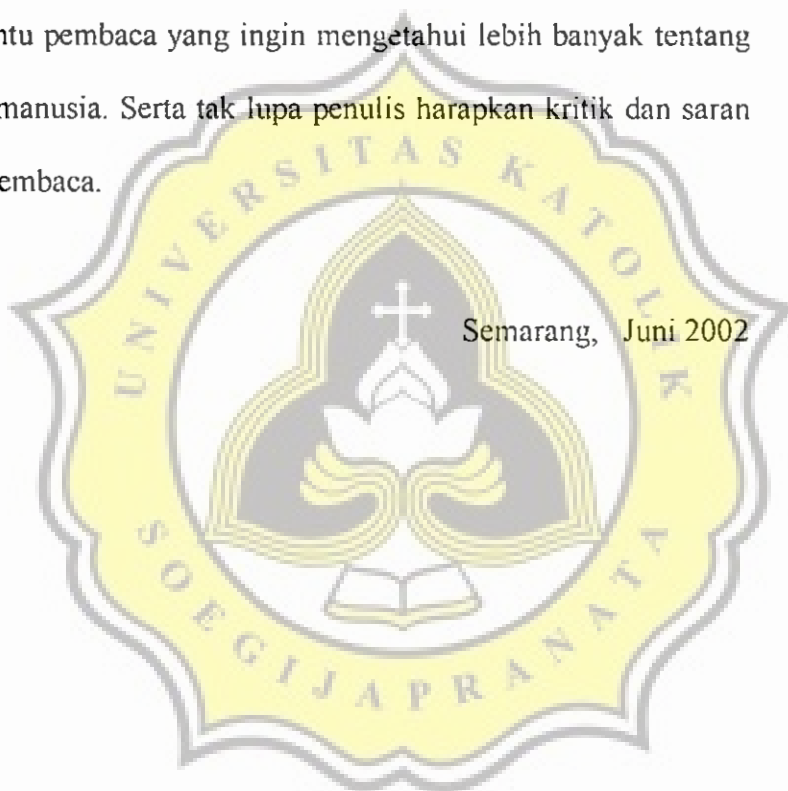 ntu pembaca yang ingin mengetahui lebih banyak tentang
manusia. Serta tak lupa penulis harapkan kritik dan saran
embaca.
Semarang, Juni 2002
UNIVERSITAS KATOLIK
SOEGIJAPRANATA